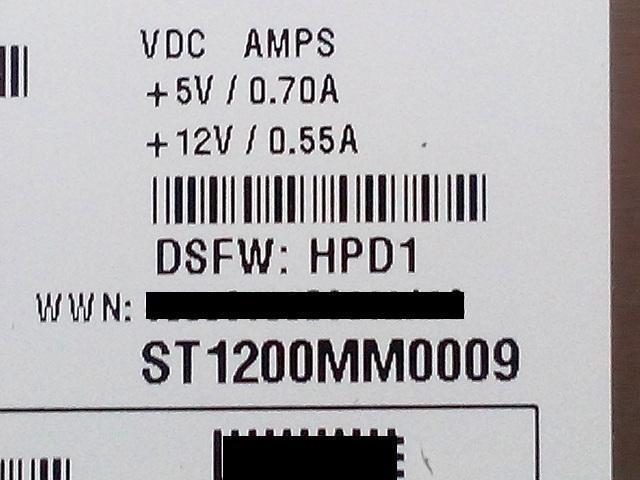 VDC AMPS
+5V / 0.70A
+12V / 0.55A
DSFW: HPD1
WWN:
ST1200MM0009